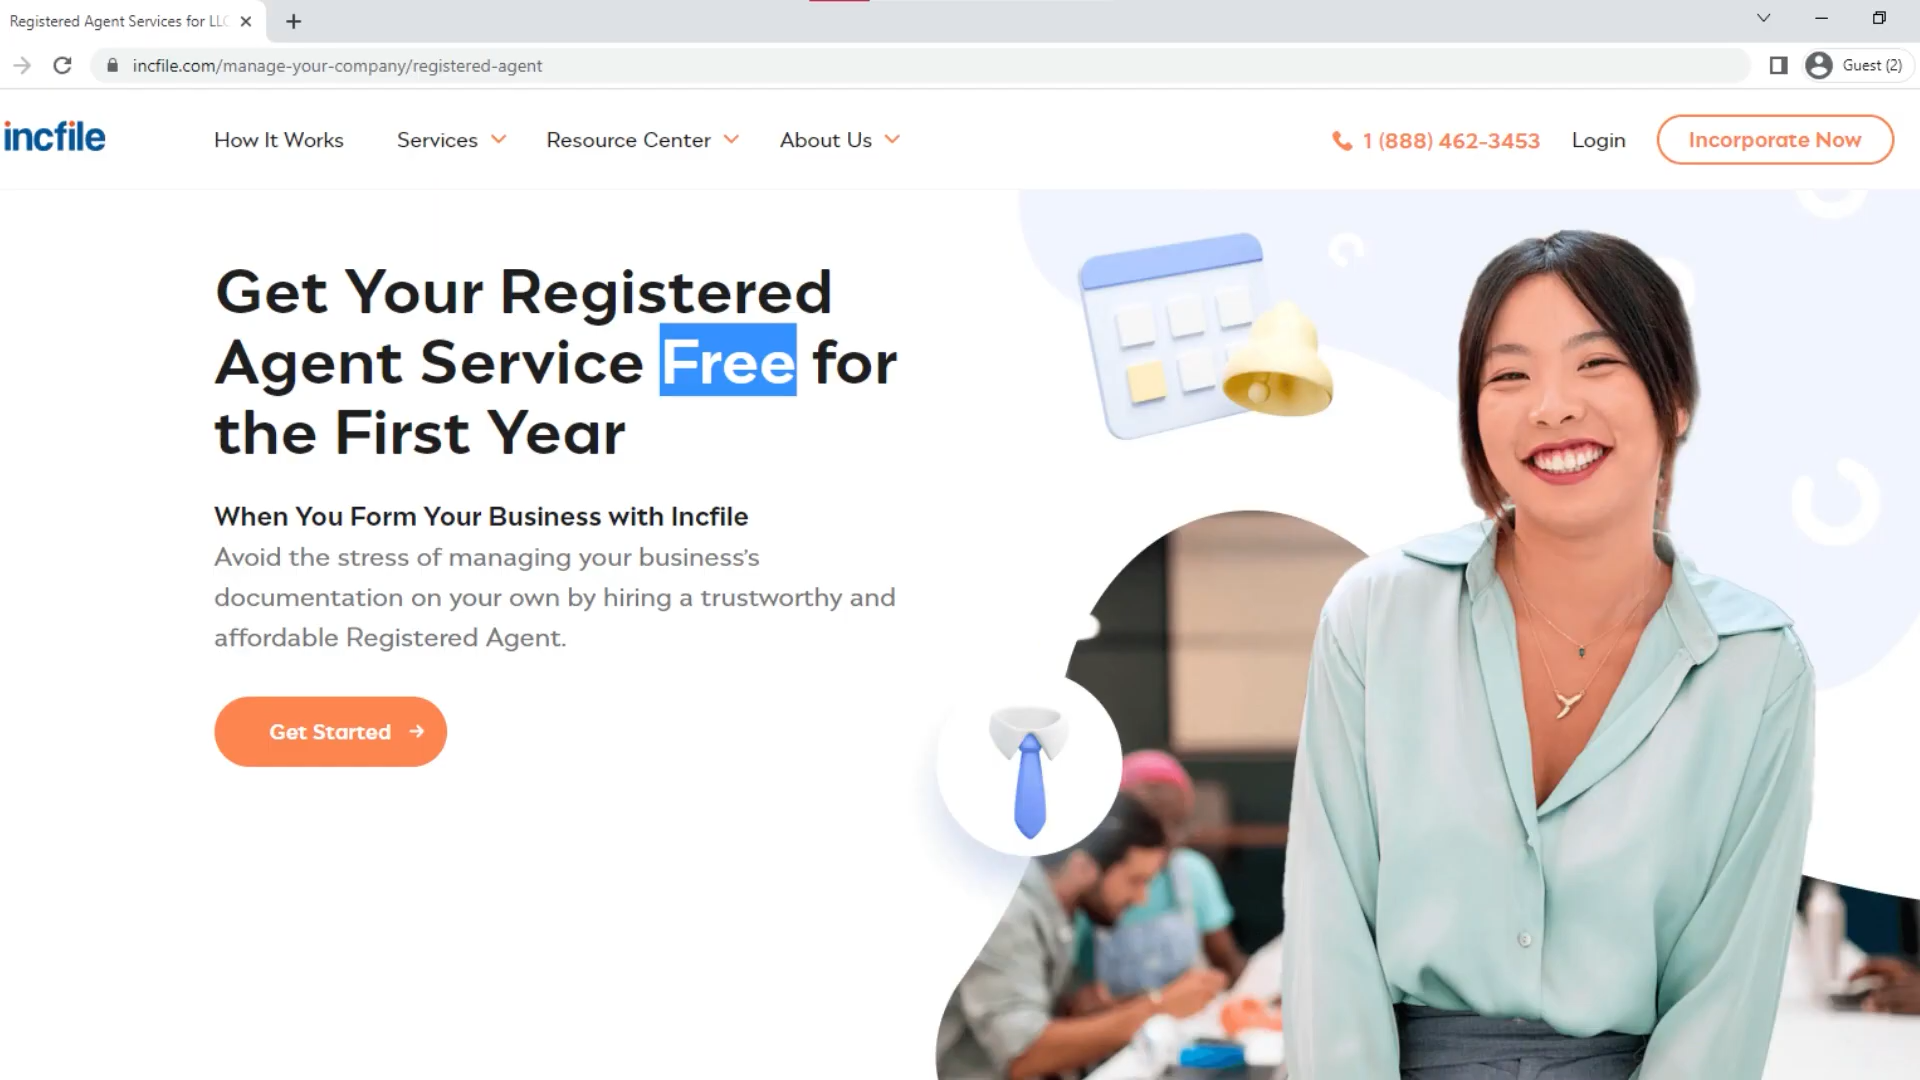 Registered Agent Services for LLC
incfile.com/manage-your-company/registered-agent
Guest (2)
incfile
How It Works
Services
Resource Center
About Us
1 (888) 462-3453
Login
Incorporate Now
Get Your Registered
Agent Service Free for
the First Year
When You Form Your Business with Incfile
Avoid the stress of managing your business's
documentation on your own by hiring a trustworthy and
affordable Registered Agent.
Get Started